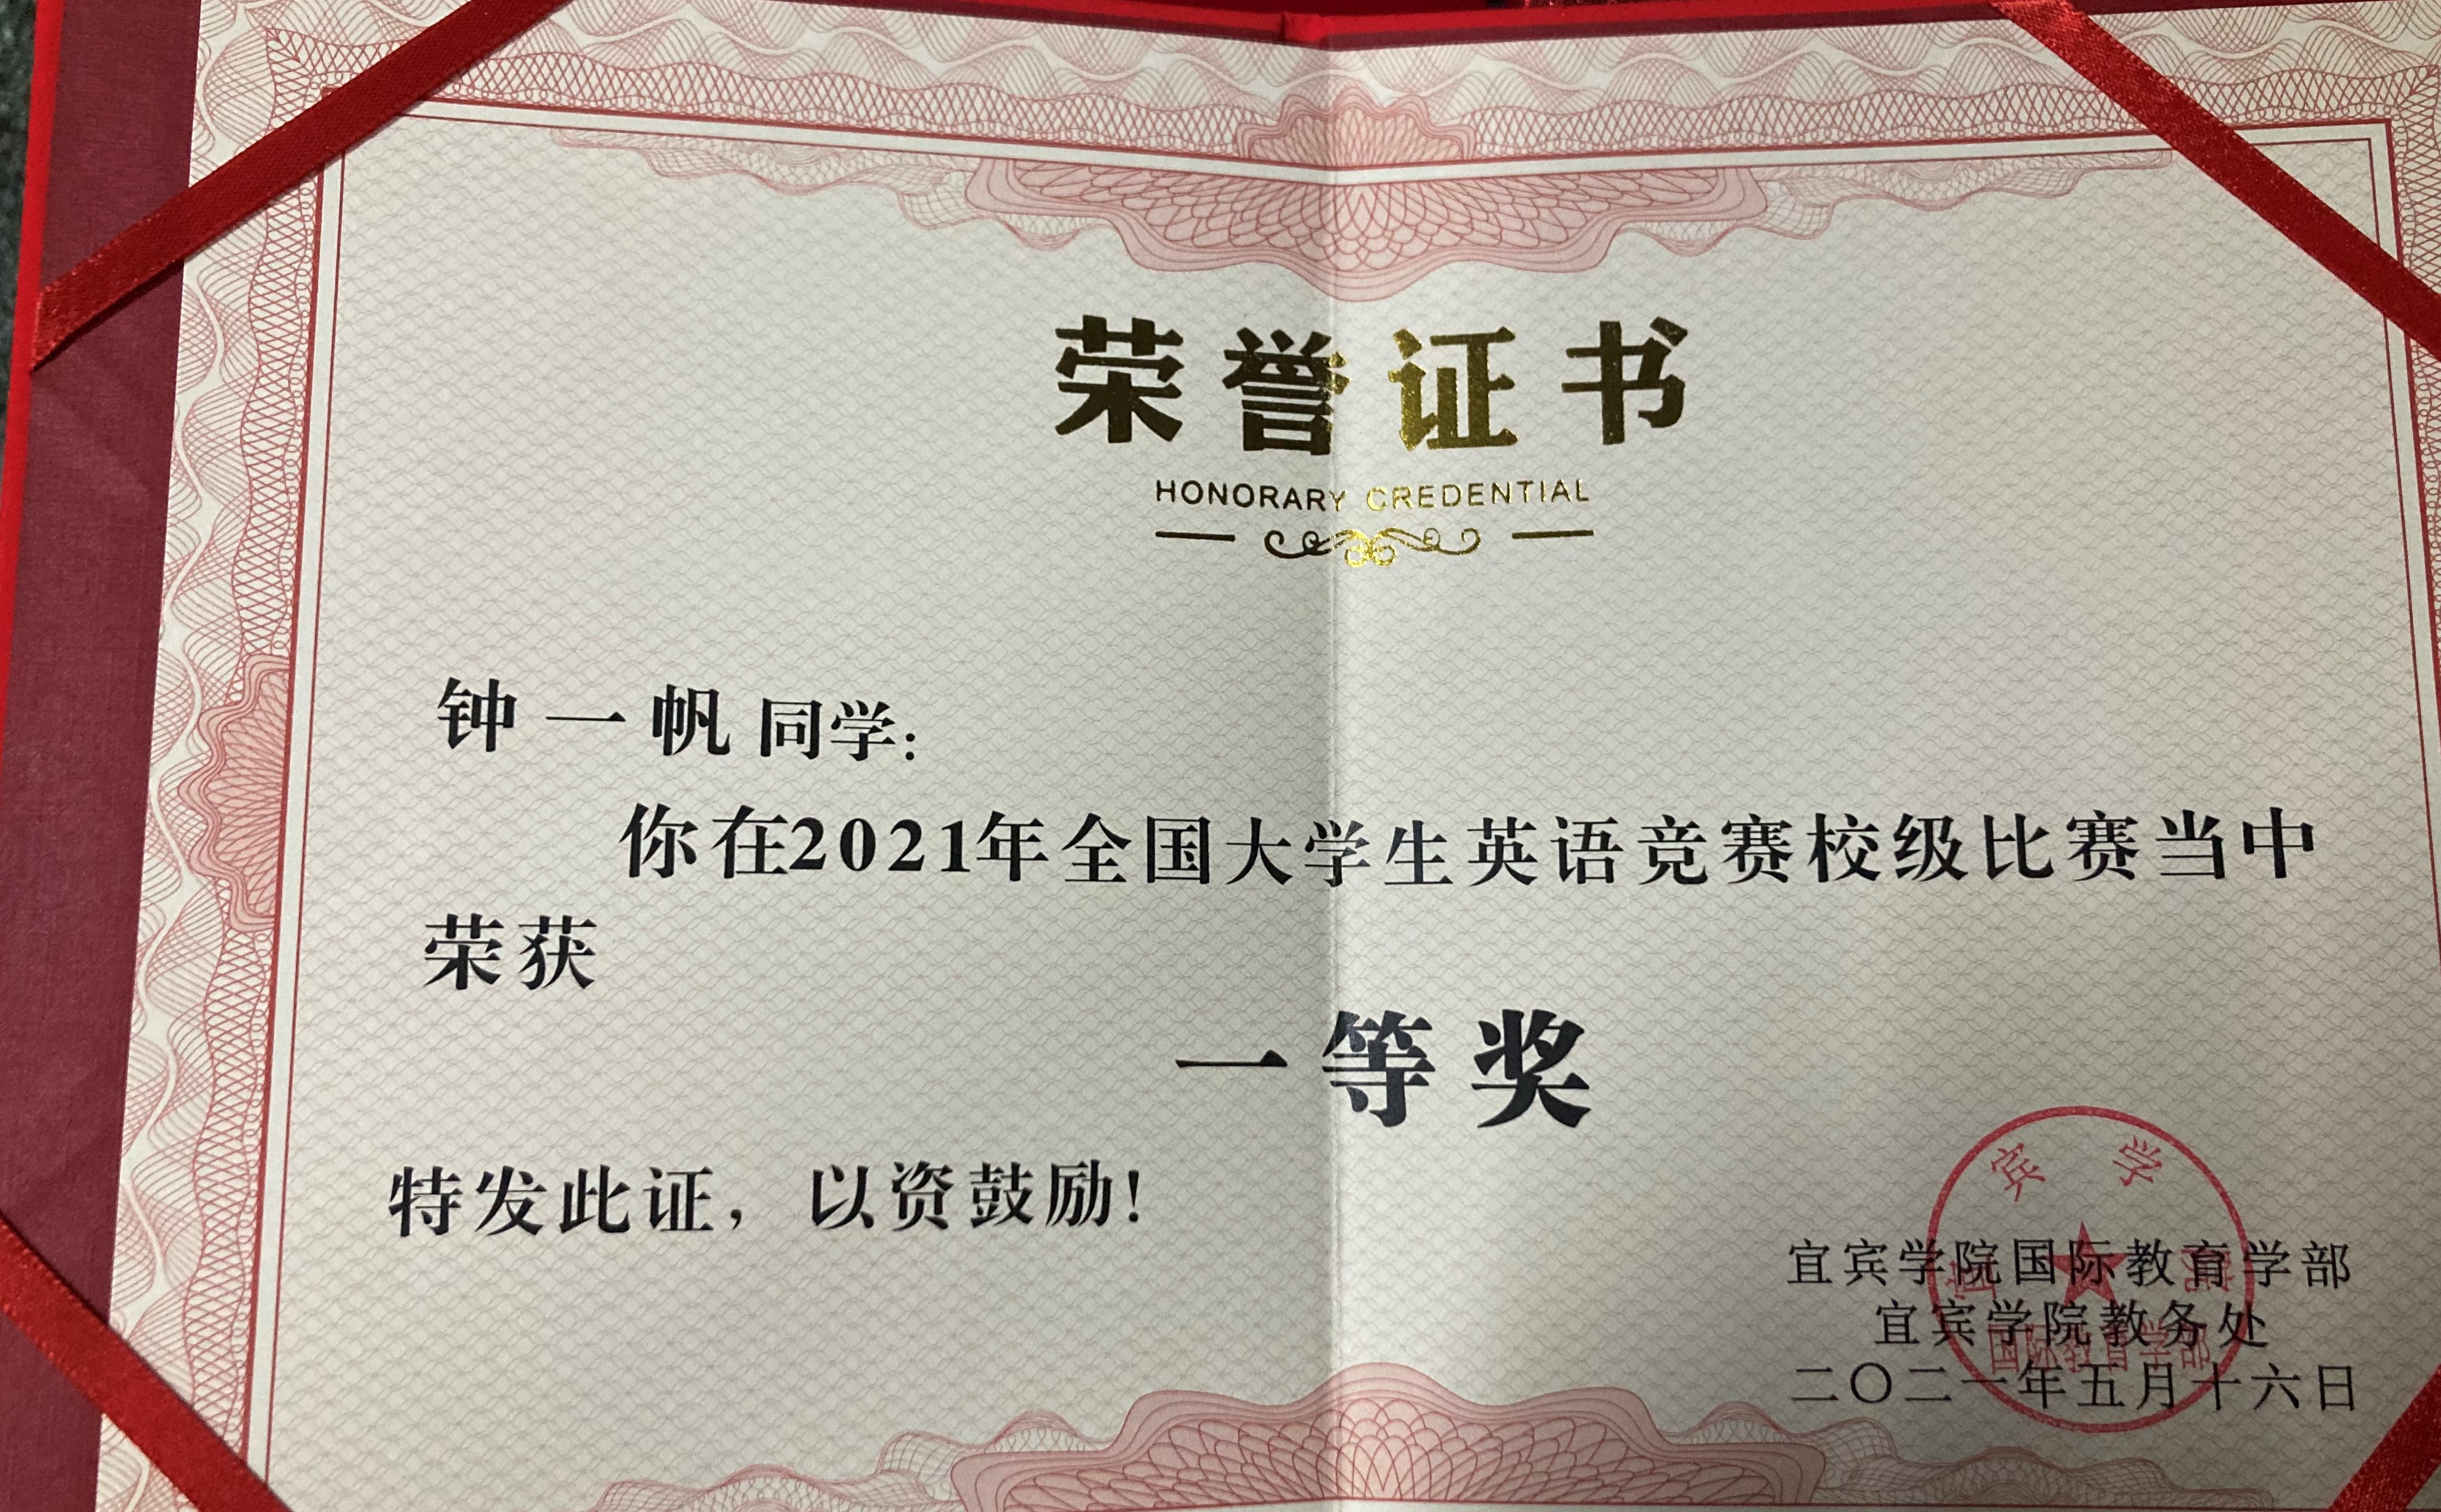 荣誉证书
HONORARY CREDENTIAL
钟一帆同学:
你在2021年全国大学生英语竞赛校级比赛当中
荣获
一等奖
特发此证，以资鼓励!
宜宾学院国际教育学部
宜宾学院教务处
二〇二一年五月十六日
宜宾学院
国际教育学部